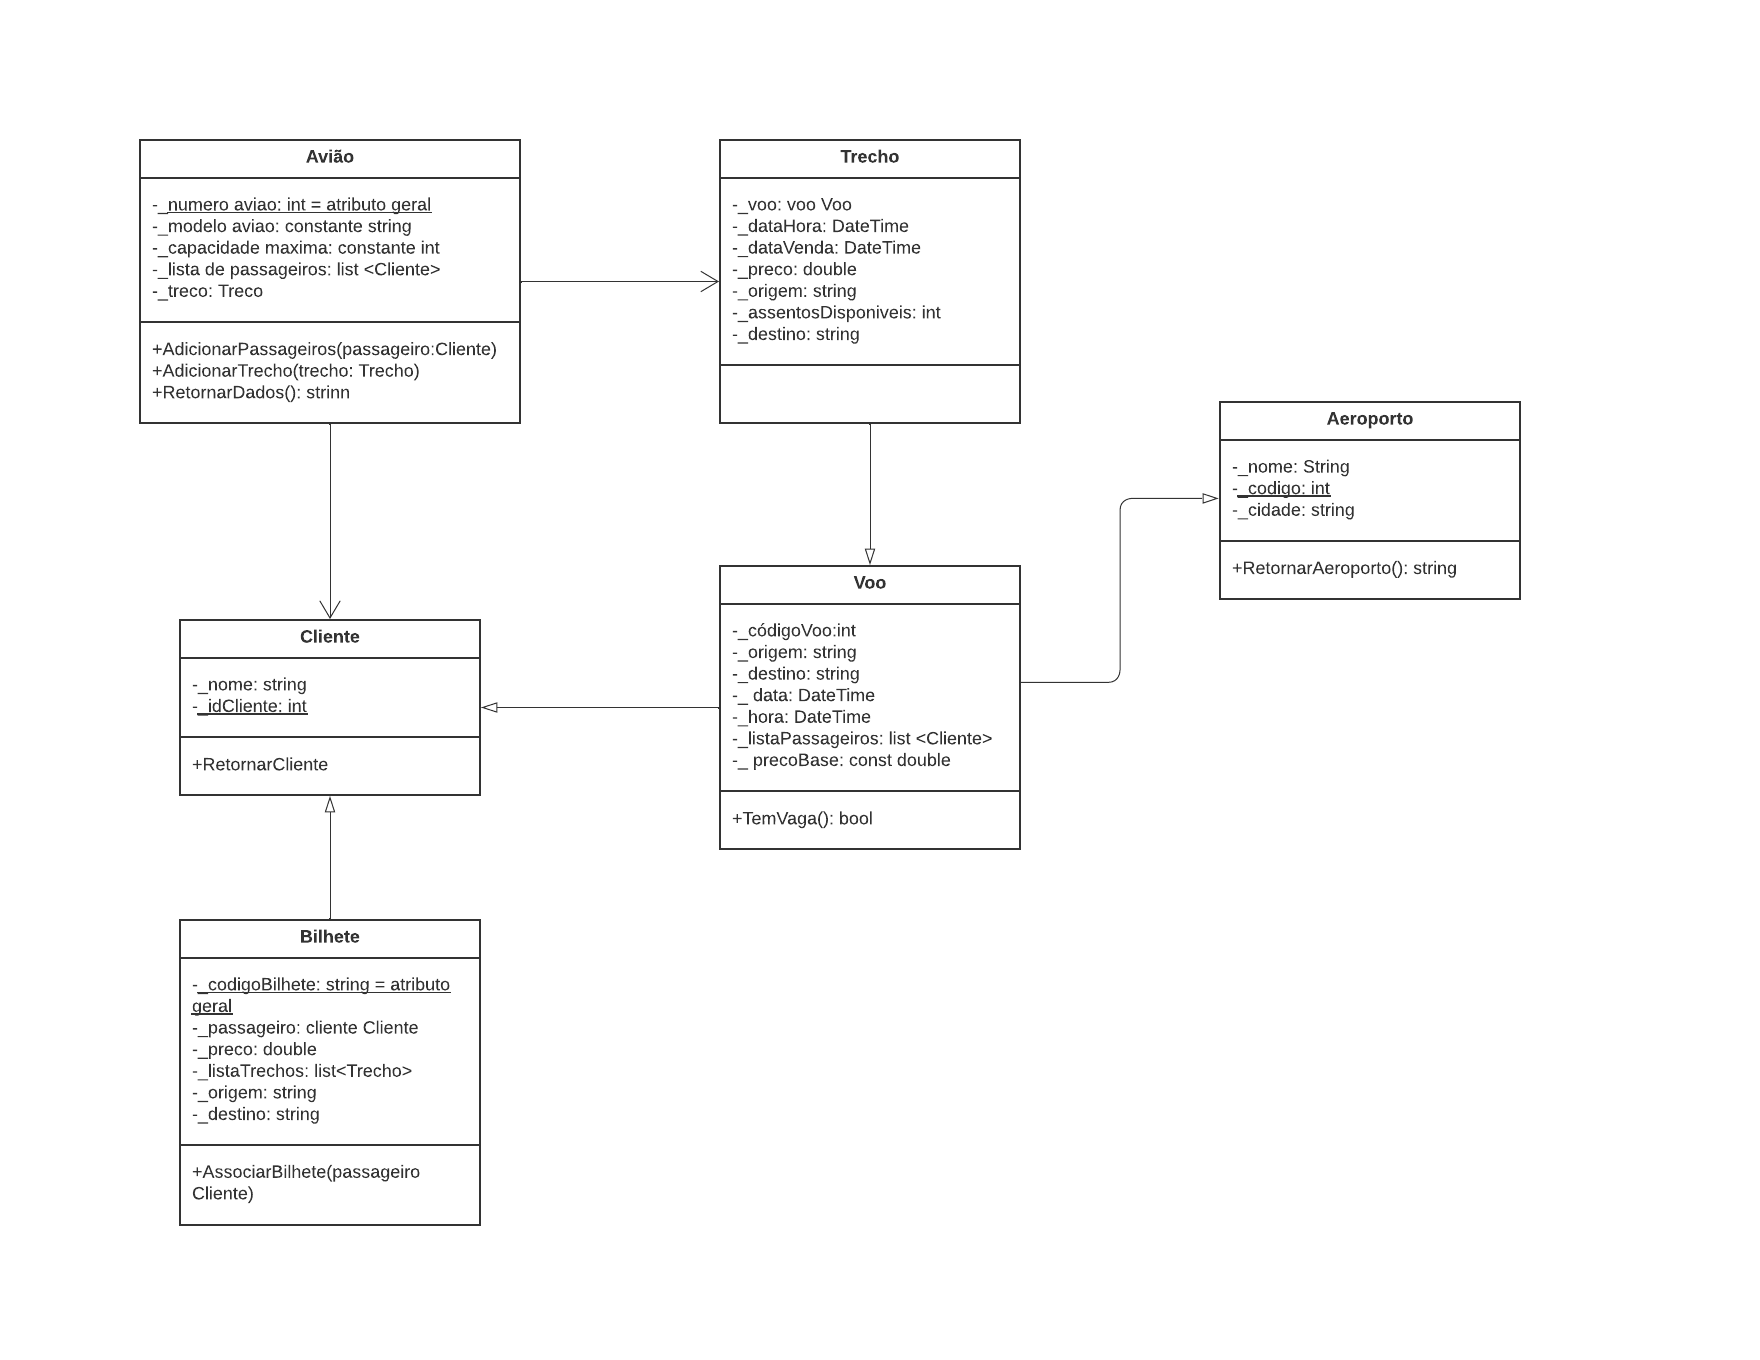 Avião
-_numero aviao: int = atributo geral
-_modelo aviao: constante string
-_capacidade maxima: constante int
-_lista de passageiros: list <Cliente>
-_treco: Treco
+AdicionarPassageiros(passageiro:Cliente)
+AdicionarTrecho(trecho: Trecho)
+RetornarDados(): strinn
Trecho
-_voo: voo Voo
-_dataHora: DateTime
-_dataVenda: DateTime
-_preco: double
-_origem: string
-_assentosDisponiveis: int
-_destino: string
Aeroporto
-_nome: String
-_codigo: int
-_cidade: string
+RetornarAeroporto(): string
Cliente
-_nome: string
-_idCliente: int
+RetornarCliente
Voo
-_códigoVoo:int
-_origem: string
-_destino: string
-_ data: DateTime
-_hora: DateTime
-_listaPassageiros: list <Cliente>
-_ precoBase: const double
+TemVaga(): bool
Bilhete
-_codigoBilhete: string = atributo
geral
-_passageiro: cliente Cliente
-_preco: double
-_listaTrechos: list<Trecho>
-_origem: string
-_destino: string
+AssociarBilhete(passageiro
Cliente)